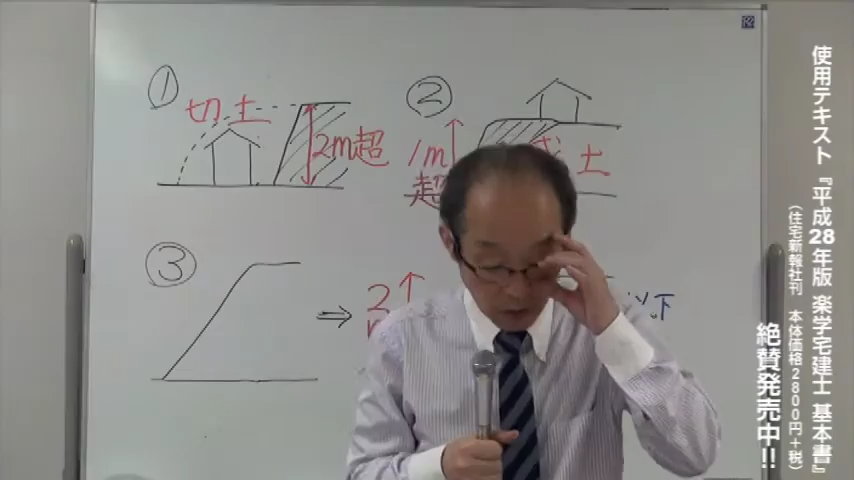 ①
切土
2m超
②
1m
超
土
③
⇒
2
以下
使用テキスト『平成28年版 楽学宅建士 基本書』
(住宅新報社刊 本体価格2800円+税)
絶賛発売中!!